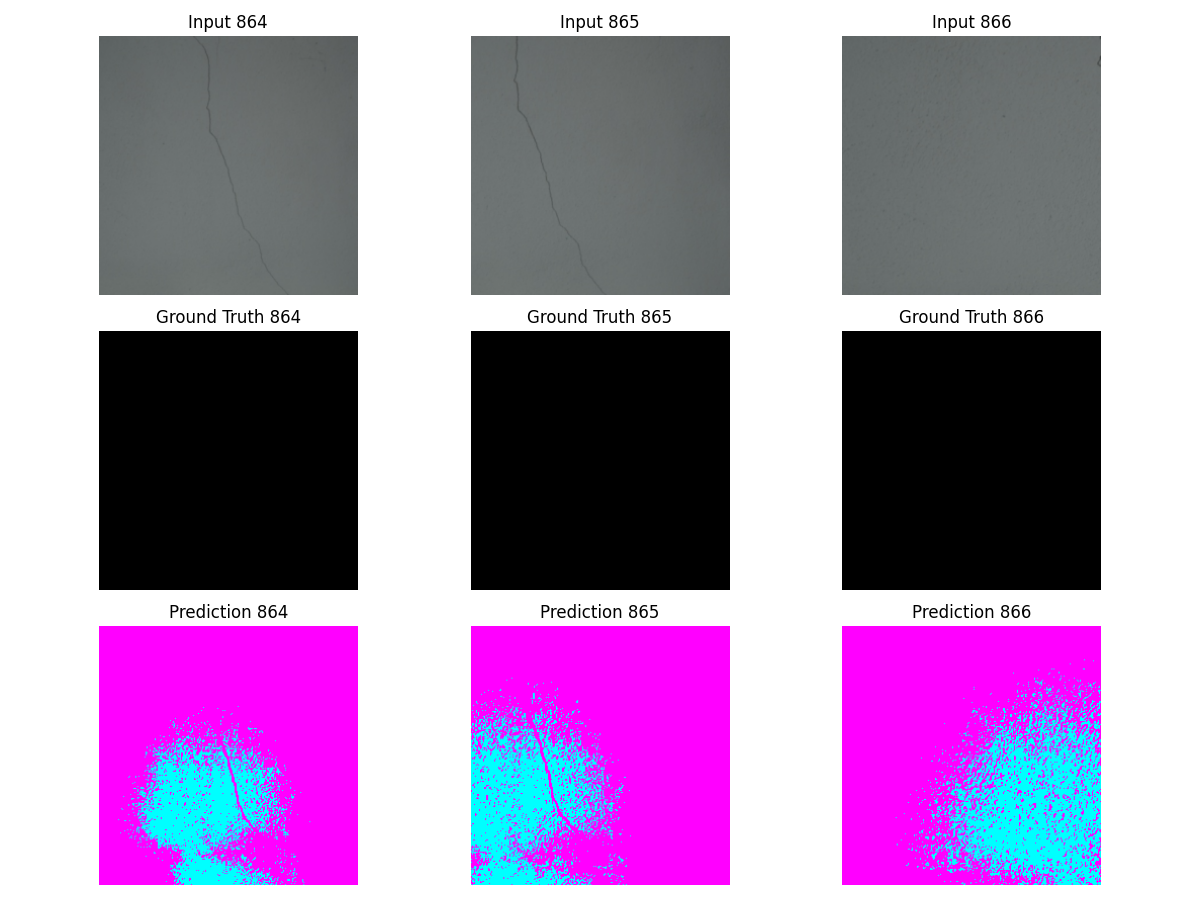 Input 864
Input 865
Input 866
Ground Truth 864
Ground Truth 865
Ground Truth 866
Prediction 864
Prediction 865
Prediction 866